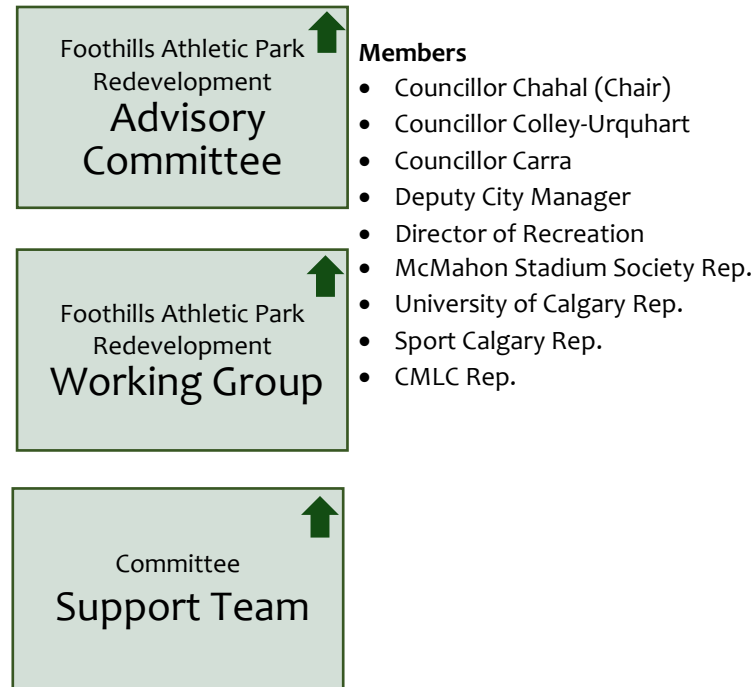 Foothills Athletic Park
Redevelopment
Advisory
Committee
Members
• Councillor Chahal (Chair)
• Councillor Colley-Urquhart
• Councillor Carra
• Deputy City Manager
• Director of Recreation
• McMahon Stadium Society Rep.
• University of Calgary Rep.
• Sport Calgary Rep.
• CMLC Rep.
Foothills Athletic Park
Redevelopment
Working Group
Committee
Support Team